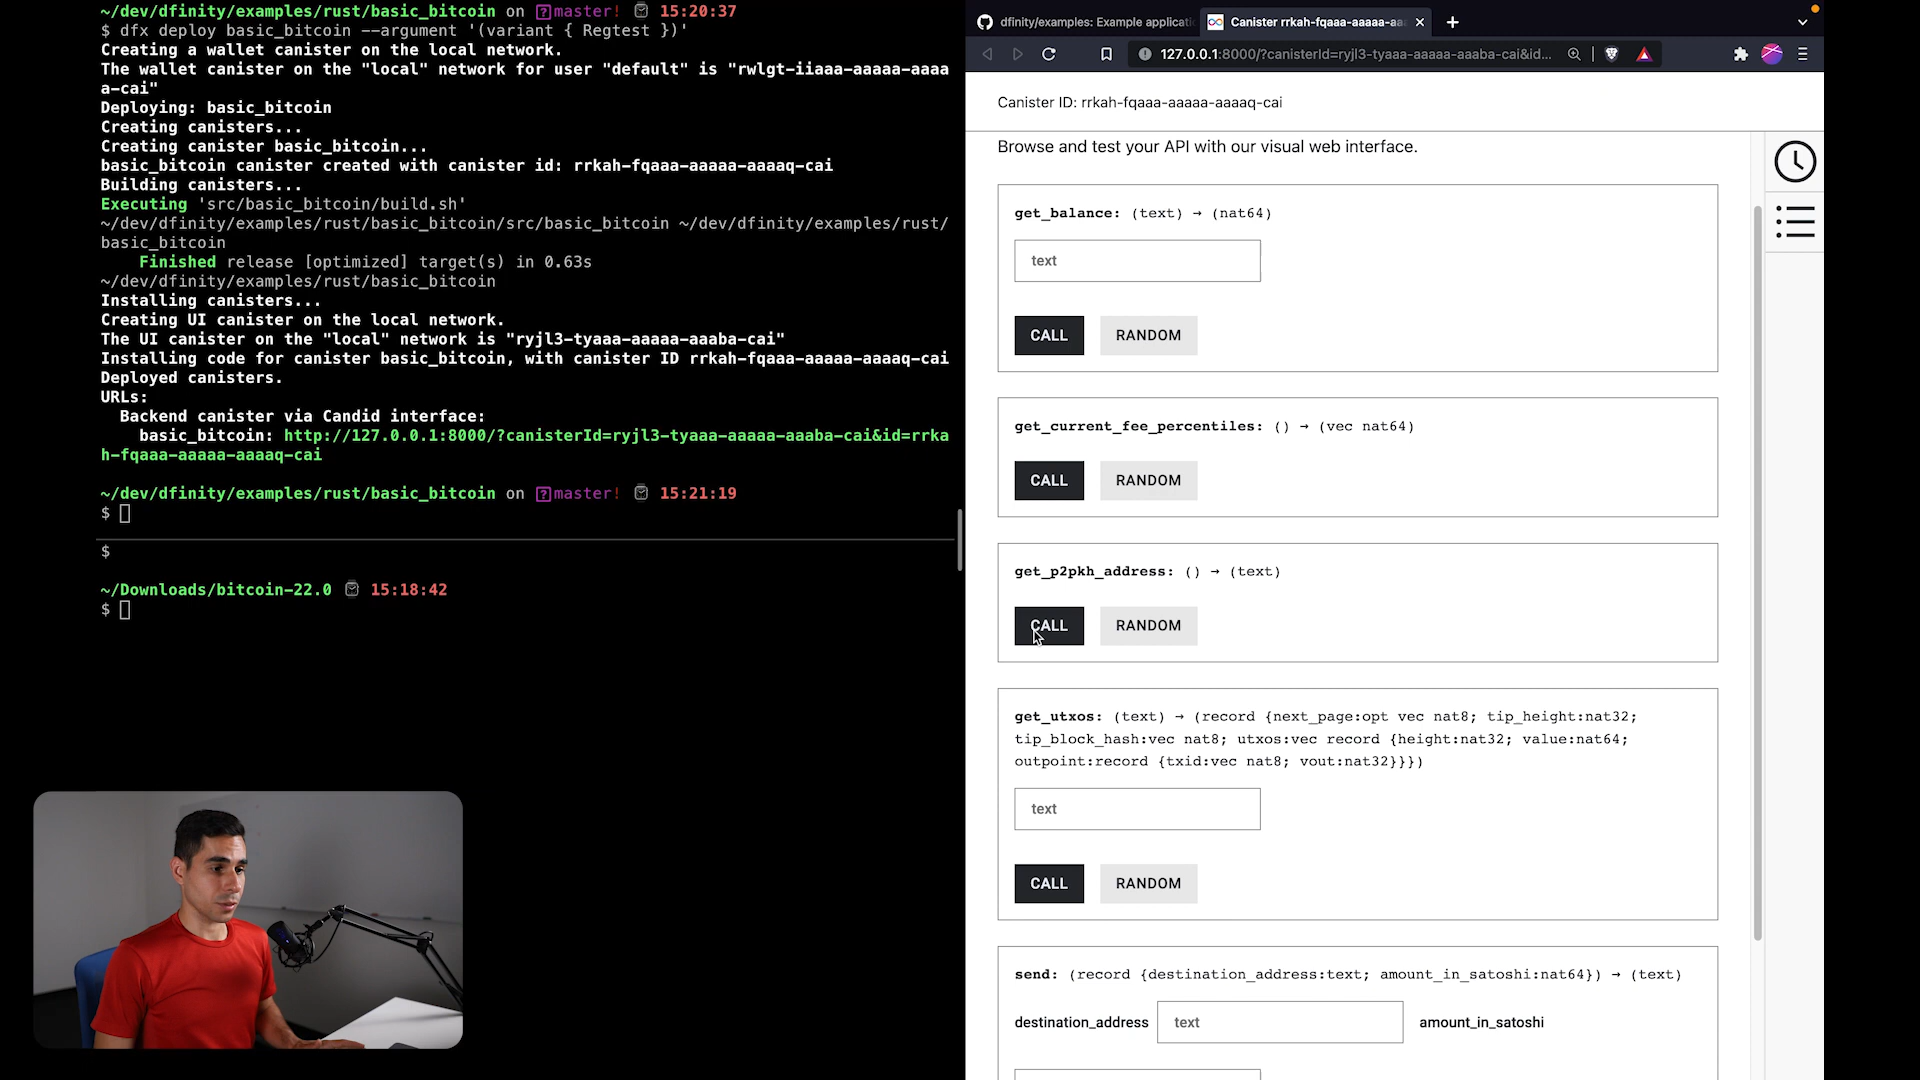 ~/dev/dfinity/examples/rust/basic_bitcoin on master! 15:20:37
$ dfx deploy basic_bitcoin --argument '(variant { Regtest })'
Creating a wallet canister on the local network.
The wallet canister on the "local" network for user "default" is "rwlgt-iiaaa-aaaaa-aaaa
a-cai"
Deploying: basic_bitcoin
Creating canisters...
Creating canister basic_bitcoin...
basic_bitcoin canister created with canister id: rrkah-fqaaa-aaaaa-aaaaq-cai
Building canisters...
Executing 'src/basic_bitcoin/build.sh'
~/dev/dfinity/examples/rust/basic_bitcoin/src/basic_bitcoin ~/dev/dfinity/examples/rust/
basic_bitcoin
Finished release [optimized] target(s) in 0.63s
~/dev/dfinity/examples/rust/basic_bitcoin
Installing canisters...
Creating UI canister on the local network.
The UI canister on the "local" network is "ryjl3-tyaaa-aaaaa-aaaba-cai"
Installing code for canister basic_bitcoin, with canister ID rrkah-fqaaa-aaaaa-aaaaq-cai
Deployed canisters.
URLs:
Backend canister via Candid interface:
basic_bitcoin: http://127.0.0.1:8000/?canisterId=ryjl3-tyaaa-aaaaa-aaaba-cai&id=rrka
h-fqaaa-aaaaa-aaaaq-cai
~/dev/dfinity/examples/rust/basic_bitcoin on master! 15:21:19
$
$
~/Downloads/bitcoin-22.0 15:18:42
$
dfinity/examples: Example applicati
Canister rrkah-fqaaa-aaaaa-aa
127.0.0.1:8000/?canisterId=ryjl3-tyaaa-aaaaa-aaaba-cai&id...
Canister ID: rrkah-fqaaa-aaaaa-aaaaq-cai
Browse and test your API with our visual web interface.
get_balance: (text) → (nat64)
text
CALL RANDOM
get_current_fee_percentiles: () → (vec nat64)
CALL RANDOM
get_p2pkh_address: () → (text)
CALL RANDOM
get_utxos: (text) → (record {next_page:opt vec nat8; tip_height:nat32;
tip_block_hash:vec nat8; utxos:vec record {height:nat32; value:nat64;
outpoint:record {txid:vec nat8; vout:nat32}}})
text
CALL RANDOM
send: (record {destination_address:text; amount_in_satoshi:nat64}) → (text)
destination_address text amount_in_satoshi